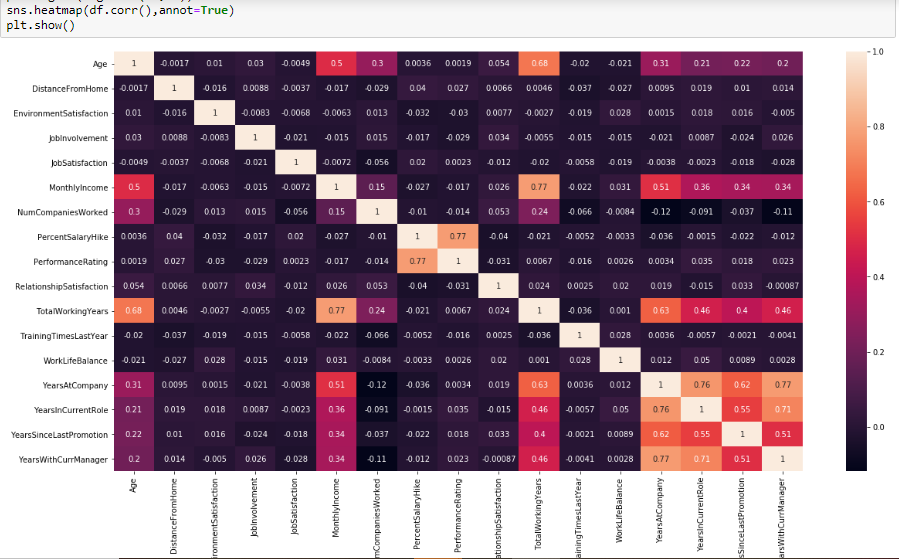 sns.heatmap(df.corr(),annot=True)
plt.show()
Age 1 -0.0017 0.01 0.03 -0.0049 0.5 0.3 0.0036 0.0019 0.054 0.68 -0.02 -0.021 0.31 0.21 0.22 0.2
DistanceFromHome -0.0017 1 -0.016 0.0088 -0.0037 -0.017 -0.029 0.04 0.027 0.0066 0.0046 -0.037 -0.027 0.0095 0.019 0.01 0.014
EnvironmentSatisfaction 0.01 -0.016 1 -0.0083 -0.0068 -0.0063 0.013 -0.032 -0.03 0.0077 -0.0027 -0.019 0.028 0.0015 0.018 0.016 -0.005
JobInvolvement 0.03 0.0088 -0.0083 1 -0.021 -0.015 0.015 -0.017 -0.029 0.034 -0.0055 -0.015 -0.015 -0.021 0.0087 -0.024 0.026
JobSatisfaction -0.0049 -0.0037 -0.0068 -0.021 1 -0.0072 -0.056 0.02 0.0023 -0.012 -0.02 -0.0058 -0.019 -0.0038 -0.0023 -0.018 -0.028
MonthlyIncome 0.5 -0.017 -0.0063 -0.015 -0.0072 1 0.15 -0.027 -0.017 0.026 0.77 -0.022 0.031 0.51 0.36 0.34 0.34
NumCompaniesWorked 0.3 -0.029 0.013 0.015 -0.056 0.15 1 -0.01 -0.014 0.053 0.24 -0.066 -0.0084 -0.12 -0.091 -0.037 -0.11
PercentSalaryHike 0.0036 0.04 -0.032 -0.017 0.02 -0.027 -0.01 1 0.77 -0.04 -0.021 -0.0052 -0.0033 -0.036 -0.0015 -0.022 -0.012
PerformanceRating 0.0019 0.027 -0.03 -0.029 0.0023 -0.017 -0.014 0.77 1 -0.031 0.0067 -0.016 0.0026 0.0034 0.035 0.018 0.023
RelationshipSatisfaction 0.054 0.0066 0.0077 0.034 -0.012 0.026 0.053 -0.04 -0.031 1 0.024 0.0025 0.02 0.019 -0.015 0.033 -0.00087
TotalWorkingYears 0.68 0.0046 -0.0027 -0.0055 -0.02 0.77 0.24 -0.021 0.0067 0.024 1 -0.036 0.001 0.63 0.46 0.4 0.46
TrainingTimesLastYear -0.02 -0.037 -0.019 -0.015 -0.0058 -0.022 -0.066 -0.0052 -0.016 0.0025 -0.036 1 0.028 0.0036 -0.0057 -0.0021 -0.0041
WorkLifeBalance -0.021 -0.027 0.028 -0.015 -0.019 0.031 -0.0084 -0.0033 0.0026 0.02 0.001 0.028 1 0.012 0.05 0.0089 0.0028
YearsAtCompany 0.31 0.0095 0.0015 -0.021 -0.0038 0.51 -0.12 -0.036 0.0034 0.019 0.63 0.0036 0.012 1 0.76 0.62 0.77
YearsInCurrentRole 0.21 0.019 0.018 0.0087 -0.0023 0.36 -0.091 -0.0015 0.035 -0.015 0.46 -0.0057 0.05 0.76 1 0.55 0.71
YearsSinceLastPromotion 0.22 0.01 0.016 -0.024 -0.018 0.34 -0.037 -0.022 0.018 0.033 0.4 -0.0021 0.0089 0.62 0.55 1 0.51
YearsWithCurrManager 0.2 0.014 -0.005 0.026 -0.028 0.34 -0.11 -0.012 0.023 -0.00087 0.46 -0.0041 0.0028 0.77 0.71 0.51 1
Age
DistanceFromHome
ironmentSatisfaction
JobInvolvement
JobSatisfaction
MonthlyIncome
mCompaniesWorked
PercentSalaryHike
PerformanceRating
ationshipSatisfaction
TotalWorkingYears
ainingTimesLastYear
WorkLifeBalance
YearsAtCompany
YearsInCurrentRole
sSinceLastPromotion
arsWithCurrManager
1.0
0.8
0.6
0.4
0.2
0.0